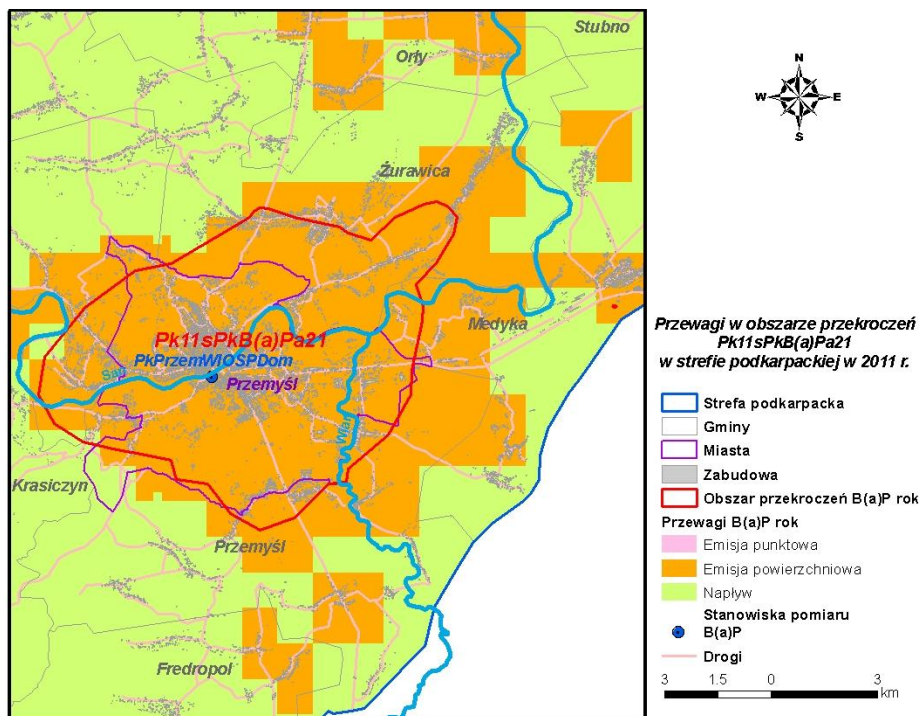 Stubno
Orły
Żurawica
Medyka
Pk11sPkB(a)Pa21
PkPrzemWIOSPDom
San
Przemyśl
Wiar
Krasiczyn
Przemyśl
Fredropol
N
W E
S
Przewagi w obszarze przekroczeń
Pk11sPkB(a)Pa21
w strefie podkarpackiej w 2011 r.
Strefa podkarpacka
Gminy
Miasta
Zabudowa
Obszar przekroczeń B(a)P rok
Przewagi B(a)P rok
Emisja punktowa
Emisja powierzchniowa
Napływ
Stanowiska pomiaru
B(a)P
Drogi
3 1.5 0 3
km